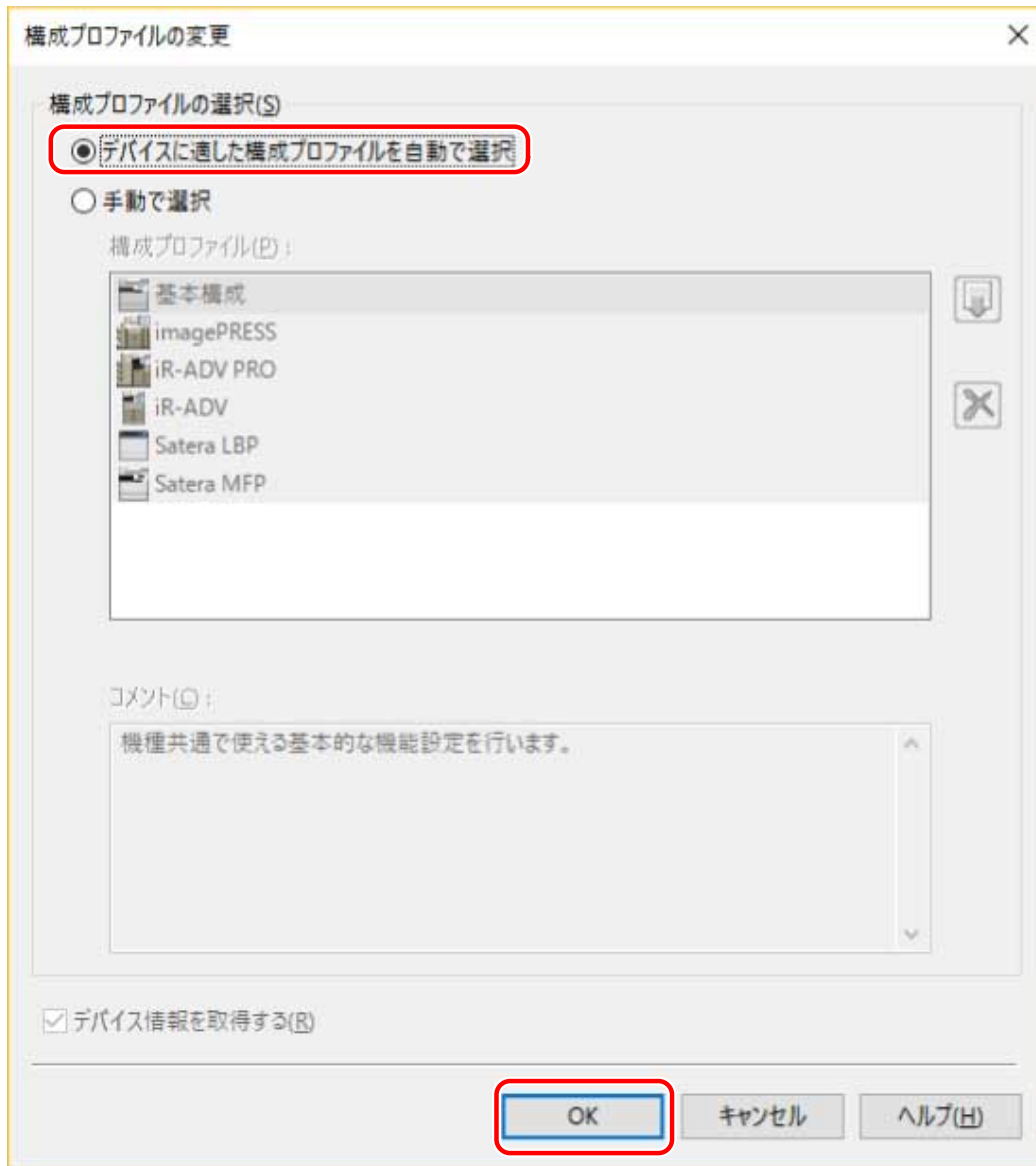 構成プロファイルの変更
構成プロファイルの選択(S)
デバイスに適した構成プロファイルを自動で選択
手動で選択
構成プロファイル(P):
基本構成
imagePRESS
iR-ADV PRO
iR-ADV
Satera LBP
Satera MFP
コメント(C):
機種共通で使える基本的な機能設定を行います。
デバイス情報を取得する(R)
OK キャンセル ヘルプ(H)